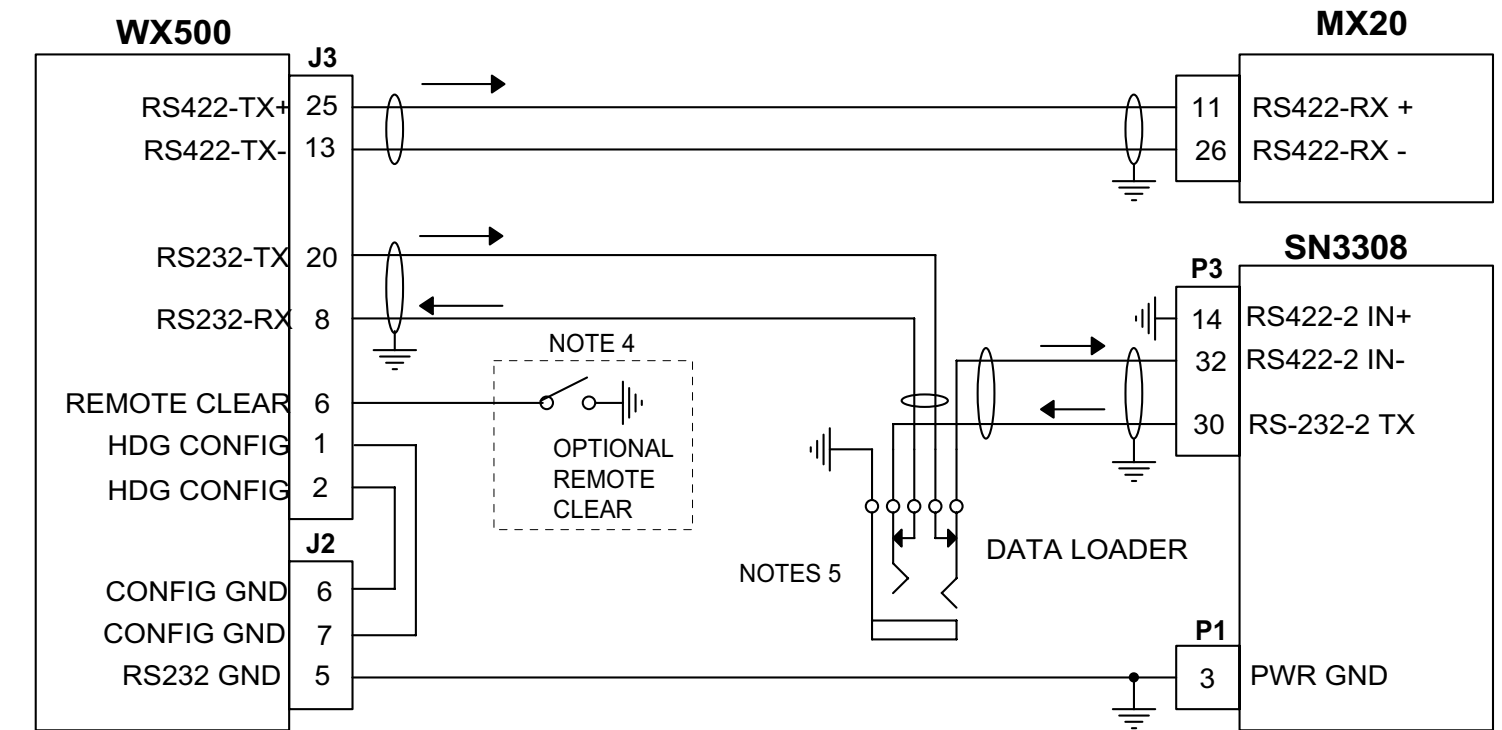 WX500
J3
RS422-TX+ 25
RS422-TX- 13
RS232-TX 20
RS232-RX 8
REMOTE CLEAR 6
HDG CONFIG 1
HDG CONFIG 2
J2
CONFIG GND 6
CONFIG GND 7
RS232 GND 5
NOTE 4
OPTIONAL
REMOTE
CLEAR
NOTES 5
DATA LOADER
MX20
11 RS422-RX +
26 RS422-RX -
SN3308
P3
14 RS422-2 IN+
32 RS422-2 IN-
30 RS-232-2 TX
P1
3 PWR GND